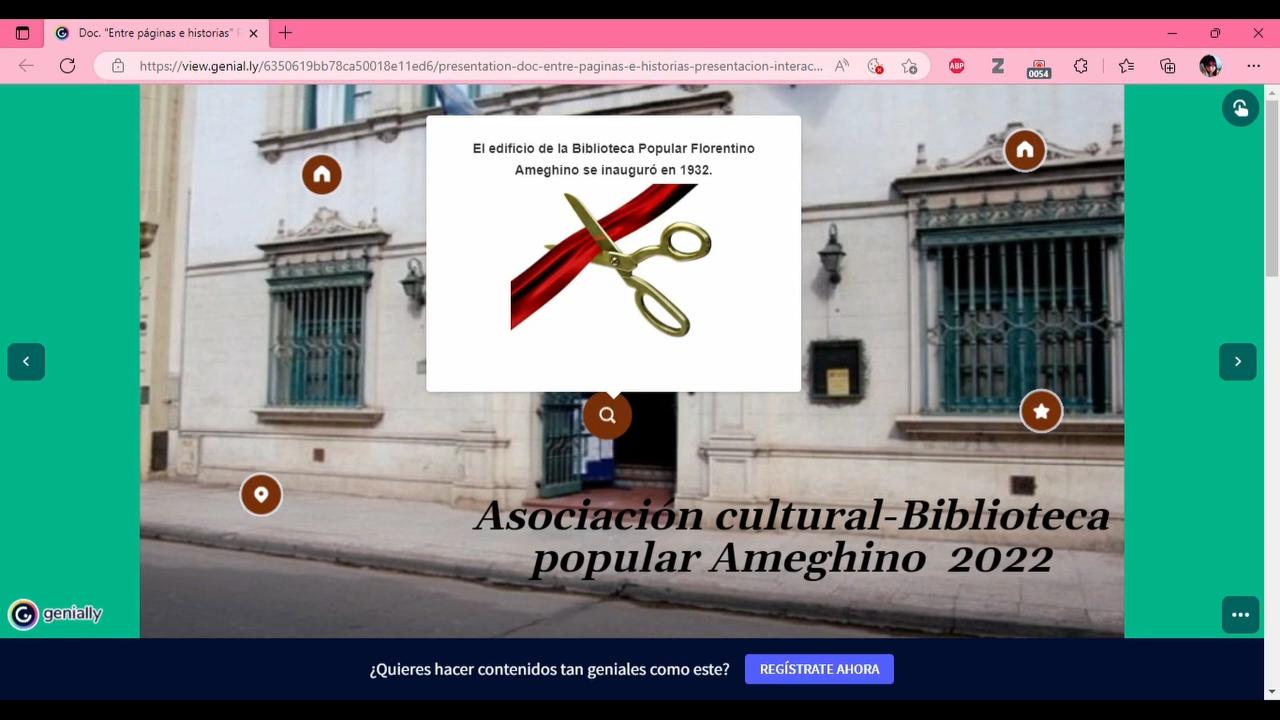 Doc. "Entre páginas e historias"
https://view.genial.ly/6350619bb78ca50018e11ed6/presentation-doc-entre-paginas-e-historias-presentacion-interac...
ABP
0054
El edificio de la Biblioteca Popular Florentino
Ameghino se inauguró en 1932.
Asociación cultural-Biblioteca
popular Ameghino 2022
genially
¿Quieres hacer contenidos tan geniales como este?
REGÍSTRATE AHORA